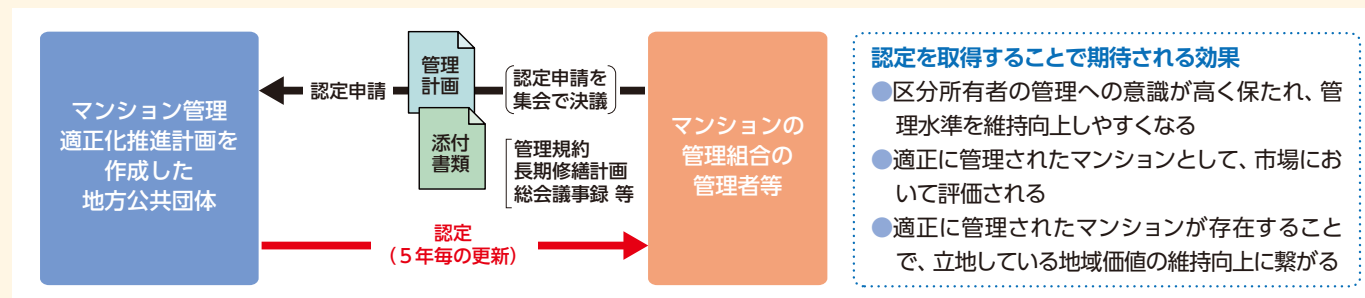 マンション管理
適正化推進計画を
作成した
地方公共団体
認定申請
管理
計画
認定申請を
集会で決議
添付
書類
管理規約
長期修繕計画
総会議事録 等
認定
（5年毎の更新）
マンションの
管理組合の
管理者等
認定を取得することで期待される効果
●区分所有者の管理への意識が高く保たれ、管
理水準を維持向上しやすくなる
●適正に管理されたマンションとして、市場にお
いて評価される
●適正に管理されたマンションが存在すること
で、立地している地域価値の維持向上に繋がる